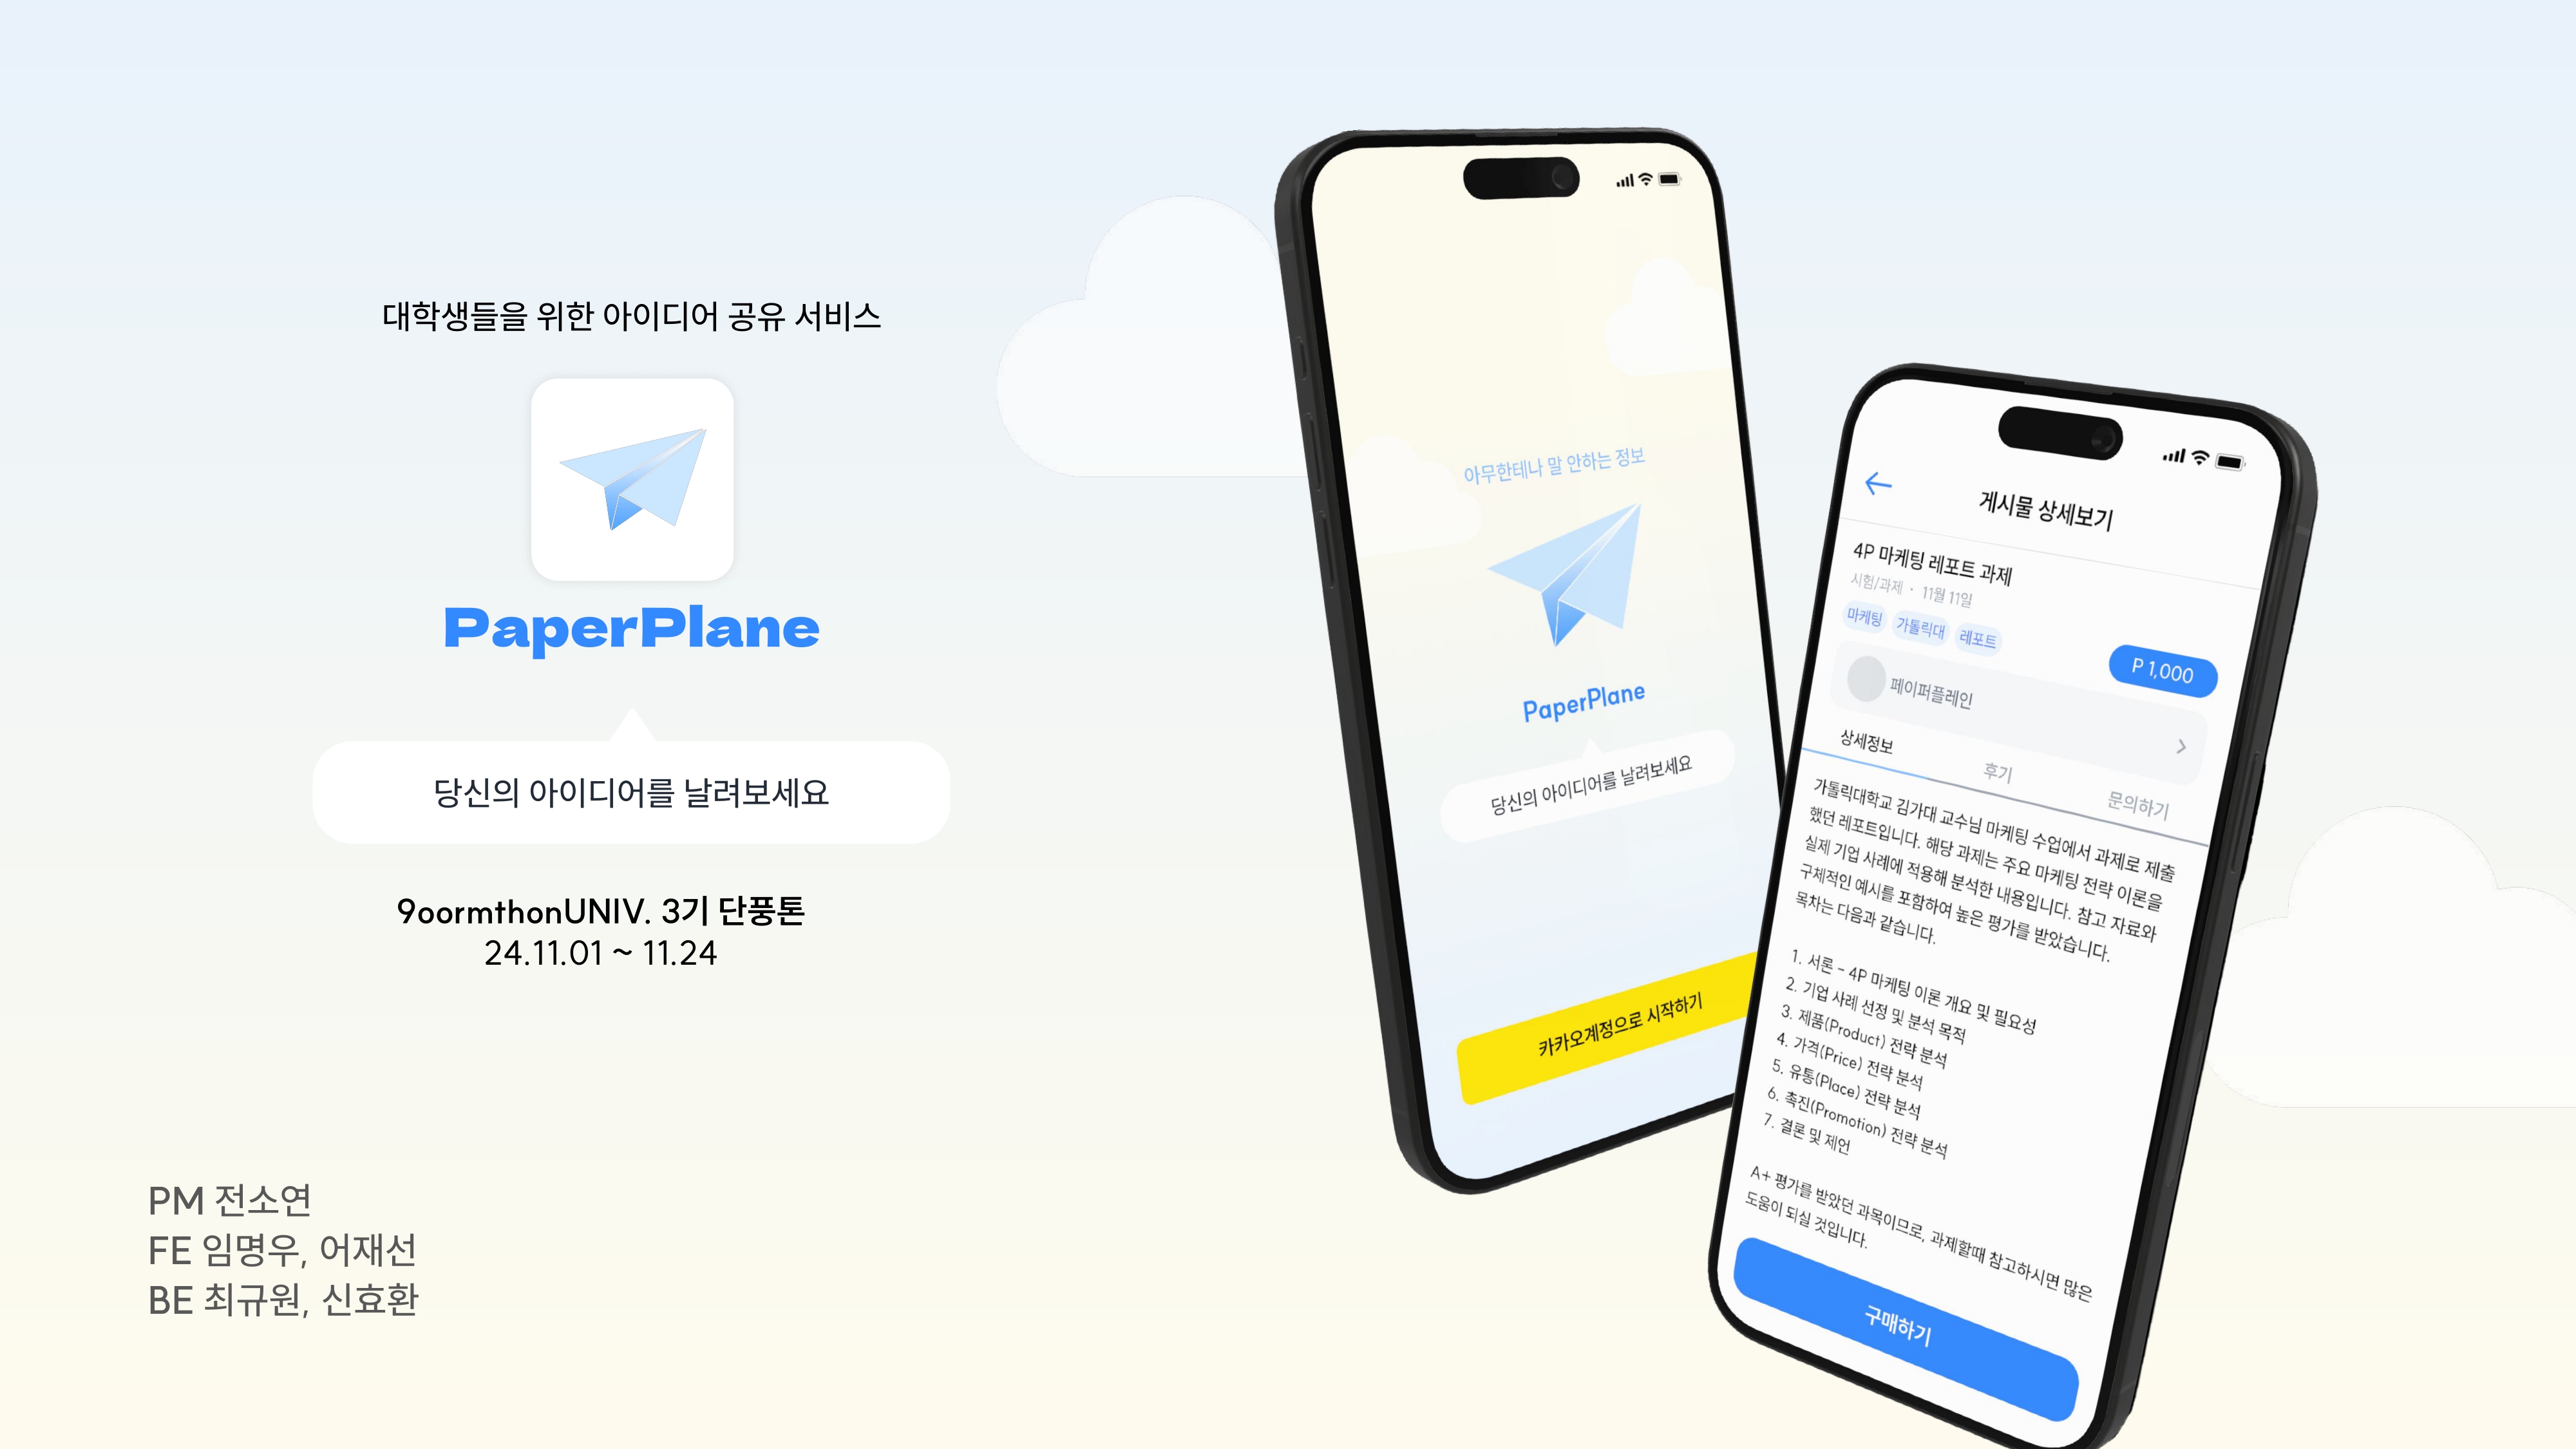 대학생들을 위한 아이디어 공유 서비스
PaperPlane
당신의 아이디어를 날려보세요
9oormthonUNIV. 3기 단풍톤
24.11.01 ~ 11.24
PM 전소연
FE 임명우, 어재선
BE 최규원, 신효환
아무한테나 말 안하는 정보
PaperPlane
당신의 아이디어를 날려보세요
카카오계정으로 시작하기
게시물 상세보기
4P 마케팅 레포트 과제
시험/과제 · 11월 11일
마케팅 가톨릭대 레포트
P 1,000
페이퍼플레인
상세정보 후기 문의하기
가톨릭대학교 김가대 교수님 마케팅 수업에서 과제로 제출
했던 레포트입니다. 해당 과제는 주요 마케팅 전략 이론을
실제 기업 사례에 적용해 분석한 내용입니다. 참고 자료와
구체적인 예시를 포함하여 높은 평가를 받았습니다.
목차는 다음과 같습니다.
1. 서론 - 4P 마케팅 이론 개요 및 필요성
2. 기업 사례 선정 및 분석 목적
3. 제품(Product) 전략 분석
4. 가격(Price) 전략 분석
5. 유통(Place) 전략 분석
6. 촉진(Promotion) 전략 분석
7. 결론 및 제언
A+ 평가를 받았던 과목이므로, 과제할때 참고하시면 많은
도움이 되실 것입니다.
구매하기